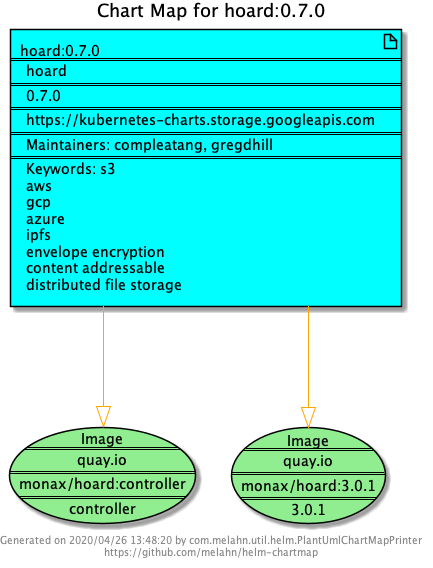 Chart Map for hoard:0.7.0
hoard:0.7.0
hoard
0.7.0
https://kubernetes-charts.storage.googleapis.com
Maintainers: compleatang, gregdhill
Keywords: s3
aws
gcp
azure
ipfs
envelope encryption
content addressable
distributed file storage
Image
quay.io
monax/hoard:controller
controller
Image
quay.io
monax/hoard:3.0.1
3.0.1
Generated on 2020/04/26 13:48:20 by com.melahn.util.helm.PlantUmlChartMapPrinter
https://github.com/melahn/helm-chartmap